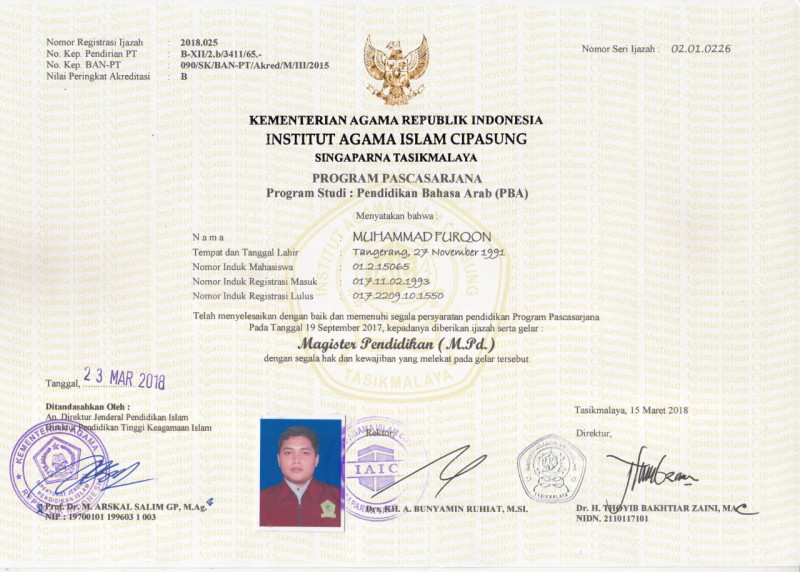 Nomor Registrasi Ijazah : 2018.025
No. Kep. Pendirian PT : B-XII/2.b/3411/65,-
No. Kep. BAN-PT : 090/SK/BAN-PT/Akred/M/III/2015
Nilai Peringkat Akreditasi : B
Nomor Seri Ijazah : 02.01.0226
KEMENTERIAN AGAMA REPUBLIK INDONESIA
INSTITUT AGAMA ISLAM CIPASUNG
SINGAPARNA TASIKMALAYA
PROGRAM PASCASARJANA
Program Studi : Pendidikan Bahasa Arab (PBA)
Menyatakan bahwa :
N a m a : MUHAMMAD FURQON
Tempat dan Tanggal Lahir : Tangerang, 27 November 1991
Nomor Induk Mahasiswa : 01.2.15065
Nomor Induk Registrasi Masuk : 017.11.02.1993
Nomor Induk Registrasi Lulus : 017.2209.10.1550
Telah menyelesaikan dengan baik dan memenuhi segala persyaratan pendidikan Program Pascasarjana
Pada Tanggal 19 September 2017, kepadanya diberikan ijazah serta gelar :
Magister Pendidikan ( M.Pd. )
dengan segala hak dan kewajiban yang melekat pada gelar tersebut
Tanggal, 23 MAR 2018
Ditandasahkan Oleh :
An. Direktur Jenderal Pendidikan Islam
Direktur Pendidikan Tinggi Keagamaan Islam
KEMENTERIAN AGAMA
Prof. Dr. M. ARSKAL SALIM GP, M.Ag.
NIP : 19700101 199603 1 003
Rektor,
IAIC
Drs. KH. A. BUNYAMIN RUHIAT, M.SI.
Tasikmalaya, 15 Maret 2018
Direktur,
TASIKMALAYA
Dr. H. THOYIB BAKHTIAR ZAINI, MA
NIDN. 2110117101